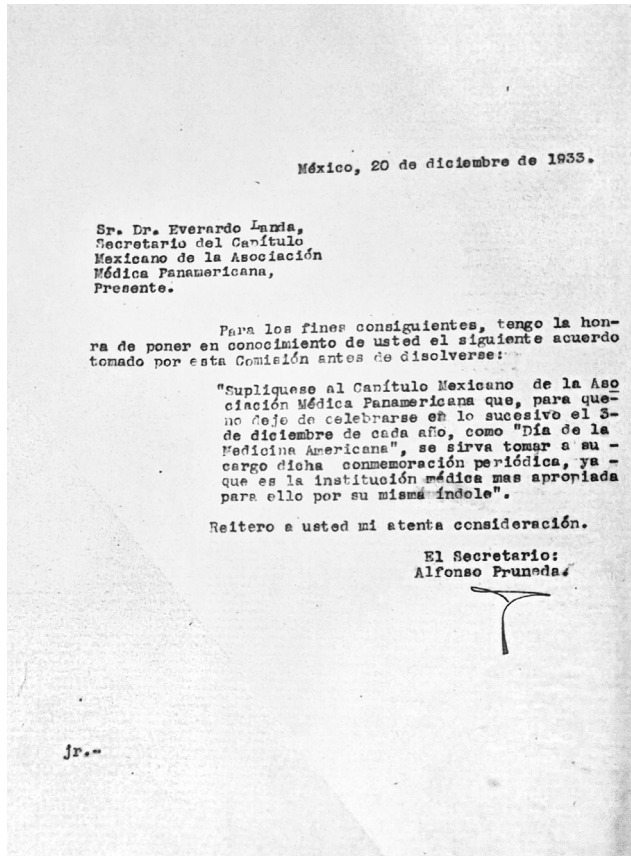 México, 20 de diciembre de 1933.
Sr. Dr. Everardo Landa,
Secretario del Capítulo
Mexicano de la Asociación
Médica Panamericana,
Presente.
Para los fines consiguientes, tengo la hon-
ra de poner en conocimiento de usted el siguiente acuerdo
tomado por esta Comisión antes de disolverse:
"Suplíquese al Capítulo Mexicano de la Aso
ciación Médica Panamericana que, para que-
no deje de celebrarse en lo sucesivo el 3-
de diciembre de cada año, como "Día de la
Medicina Americana", se sirva tomar a su -
cargo dicha conmemoración periódica, ya -
que es la institución médica mas apropiada
para ello por su misma índole".
Reitero a usted mi atenta consideración.
El Secretario:
Alfonso Pruneda.
jr.-